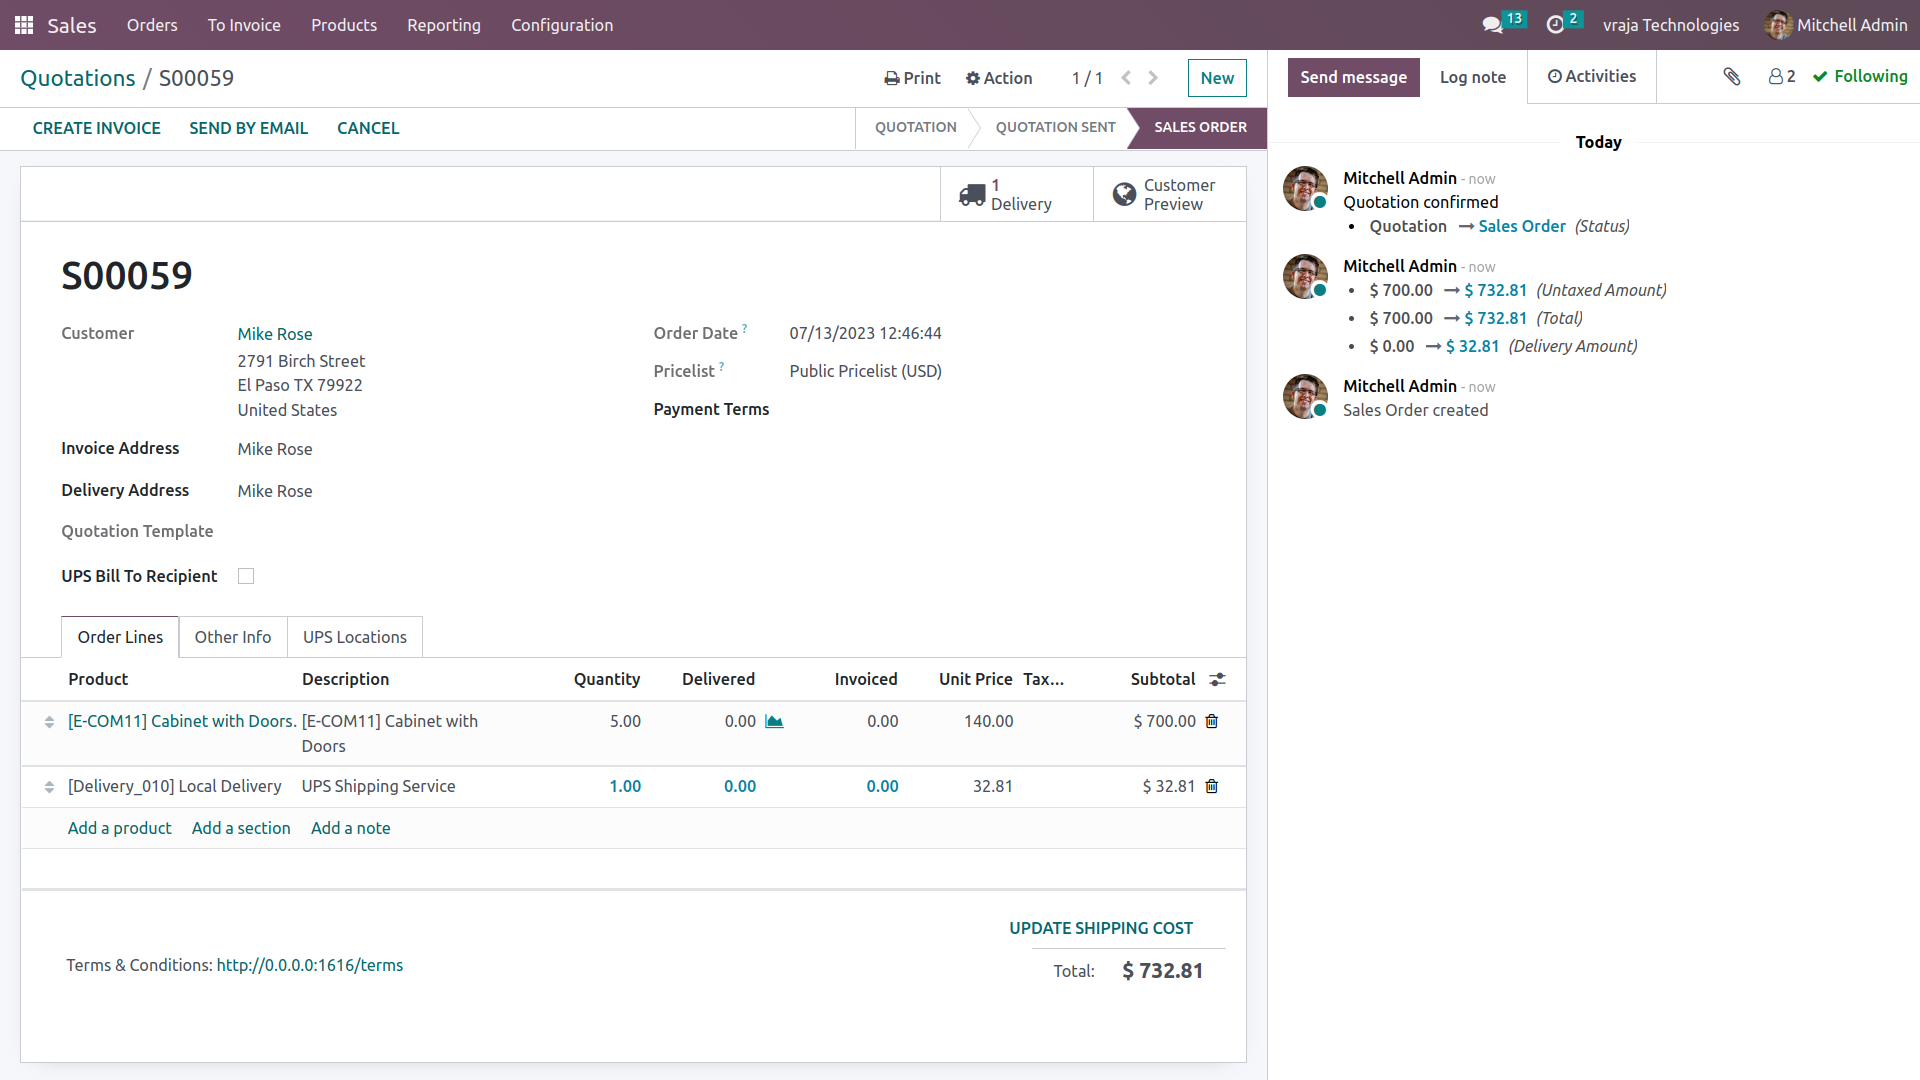 Sales Orders To Invoice Products Reporting Configuration 13 2 vraja Technologies Mitchell Admin
Quotations / S00059 Print Action 1 / 1 New
CREATE INVOICE SEND BY EMAIL CANCEL QUOTATION QUOTATION SENT SALES ORDER
1
Delivery
Customer
Preview
S00059
Customer Mike Rose
2791 Birch Street
El Paso TX 79922
United States
Invoice Address Mike Rose
Delivery Address Mike Rose
Quotation Template
UPS Bill To Recipient
Order Date ? 07/13/2023 12:46:44
Pricelist ? Public Pricelist (USD)
Payment Terms
Order Lines Other Info UPS Locations
Product Description Quantity Delivered Invoiced Unit Price Tax... Subtotal
[E-COM11] Cabinet with Doors. [E-COM11] Cabinet with 5.00 0.00 0.00 140.00 $ 700.00
Doors
[Delivery_010] Local Delivery UPS Shipping Service 1.00 0.00 0.00 32.81 $ 32.81
Add a product Add a section Add a note
UPDATE SHIPPING COST
Terms & Conditions: http://0.0.0.0:1616/terms
Total: $ 732.81
Send message Log note Activities 2 Following
Today
Mitchell Admin - now
Quotation confirmed
• Quotation → Sales Order (Status)
Mitchell Admin - now
• $ 700.00 → $ 732.81 (Untaxed Amount)
• $ 700.00 → $ 732.81 (Total)
• $ 0.00 → $ 32.81 (Delivery Amount)
Mitchell Admin - now
Sales Order created